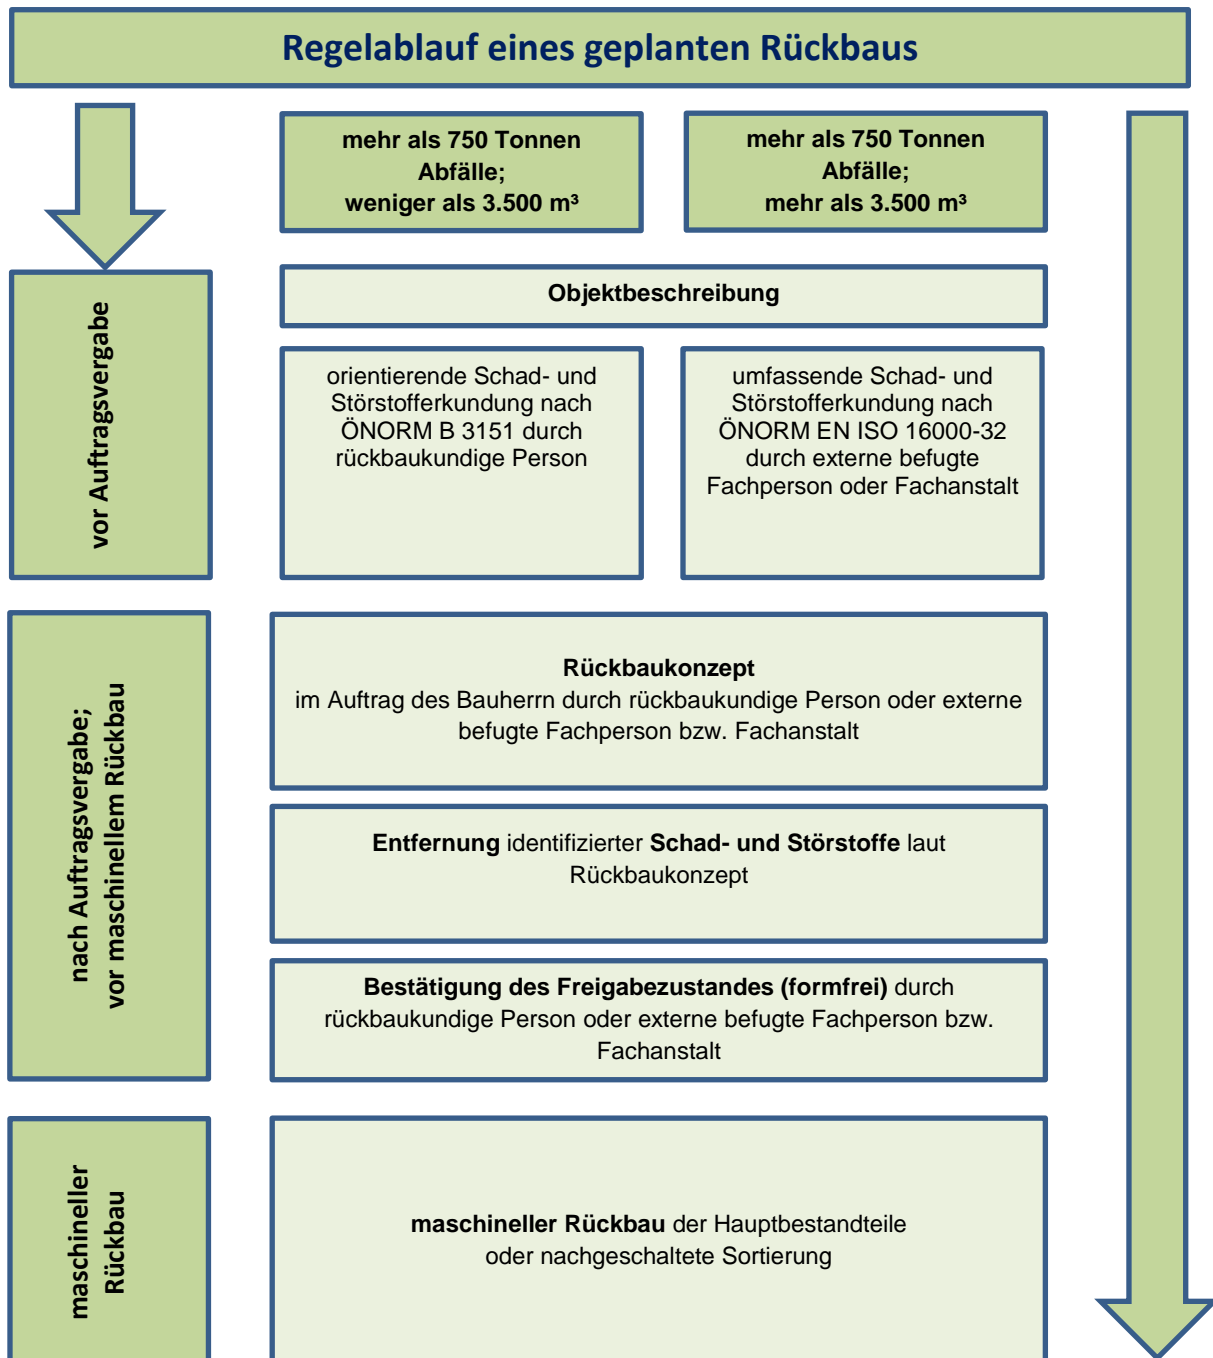 Regelablauf eines geplanten Rückbaus
mehr als 750 Tonnen
Abfälle;
weniger als 3.500 m³
mehr als 750 Tonnen
Abfälle;
mehr als 3.500 m³
vor Auftragsvergabe
Objektbeschreibung
orientierende Schad- und
Störstofferkundung nach
ÖNORM B 3151 durch
rückbaukundige Person
umfassende Schad- und
Störstofferkundung nach
ÖNORM EN ISO 16000-32
durch externe befugte
Fachperson oder Fachanstalt
nach Auftragsvergabe;
vor maschinellem Rückbau
Rückbaukonzept
im Auftrag des Bauherrn durch rückbaukundige Person oder externe
befugte Fachperson bzw. Fachanstalt
Entfernung identifizierter Schad- und Störstoffe laut
Rückbaukonzept
Bestätigung des Freigabezustandes (formfrei) durch
rückbaukundige Person oder externe befugte Fachperson bzw.
Fachanstalt
maschineller
Rückbau
maschineller Rückbau der Hauptbestandteile
oder nachgeschaltete Sortierung